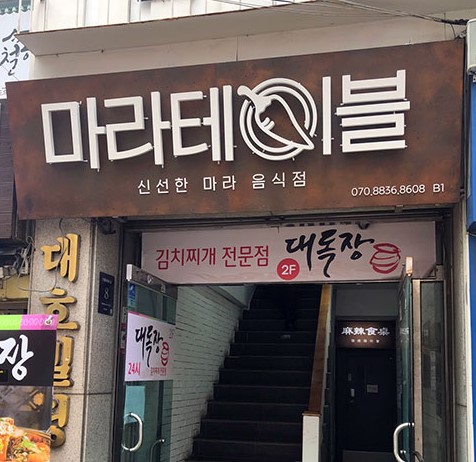 마라테이블
신선한 마라 음식점
070.8836.8608 B1
김치찌개 전문점 대독장
2F
대호빌딩
8
대독장
24시
麻辣食桌
장